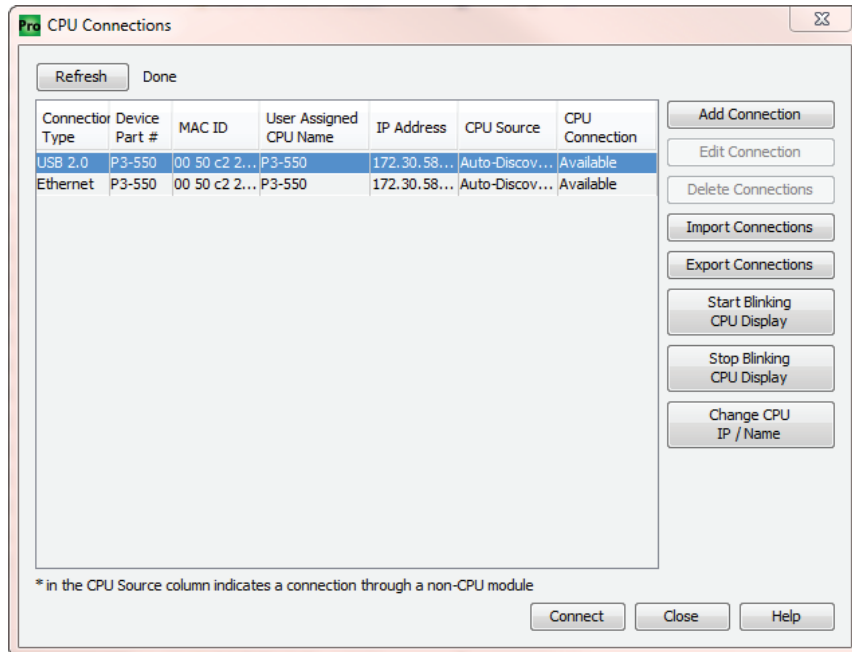 Pro CPU Connections
Refresh Done
Connection Type Device Part # MAC ID User Assigned CPU Name IP Address CPU Source CPU Connection
USB 2.0 P3-550 00 50 c2 2... P3-550 172.30.58... Auto-Discov... Available
Ethernet P3-550 00 50 c2 2... P3-550 172.30.58... Auto-Discov... Available
Add Connection
Edit Connection
Delete Connections
Import Connections
Export Connections
Start Blinking
CPU Display
Stop Blinking
CPU Display
Change CPU
IP / Name
* in the CPU Source column indicates a connection through a non-CPU module
Connect Close Help